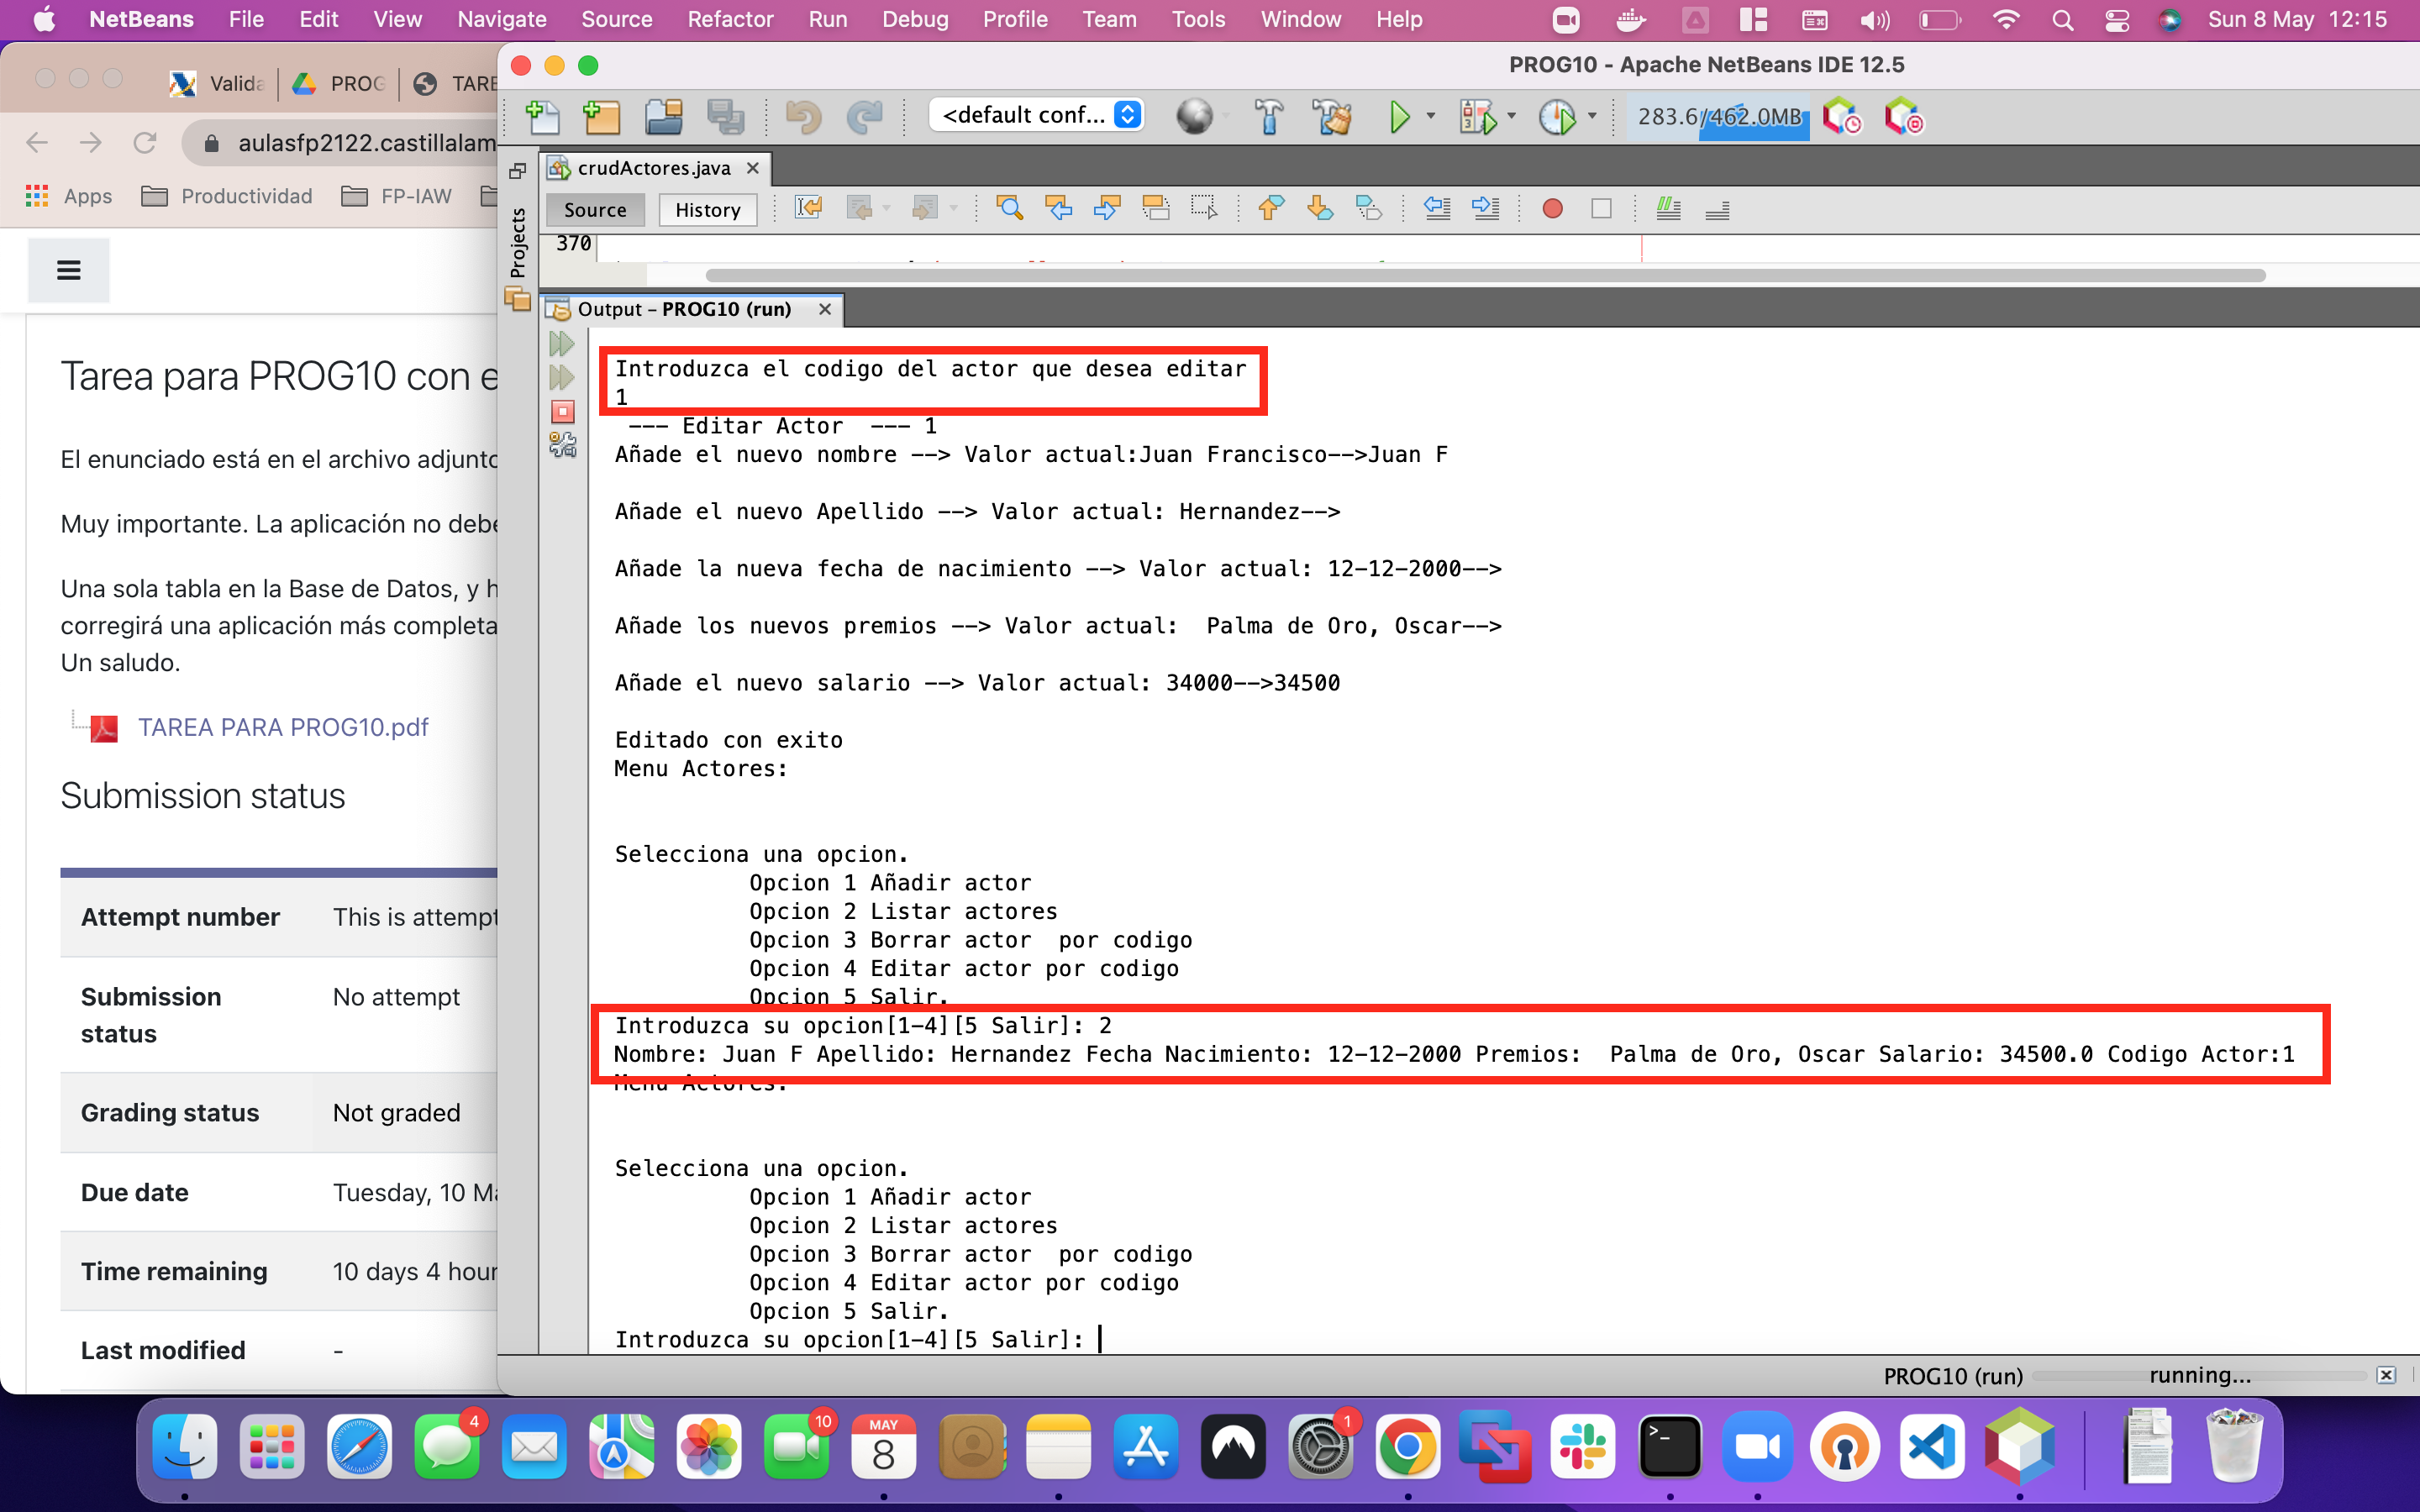 NetBeans File Edit View Navigate Source Refactor Run Debug Profile Team Tools Window Help Sun 8 May 12:15
PROG10 - Apache NetBeans IDE 12.5
Valida PROG TARE
<default conf... 283.6/462.0MB
aulasfp2122.castillalam
Apps Productividad FP-IAW
crudActores.java
Source History
Projects
370
Output – PROG10 (run)
Tarea para PROG10 con e
El enunciado está en el archivo adjunto
Muy importante. La aplicación no debe
Una sola tabla en la Base de Datos, y h
corregirá una aplicación más completa
Un saludo.
TAREA PARA PROG10.pdf
Submission status
Attempt number This is attempt
Submission status No attempt
Grading status Not graded
Due date Tuesday, 10 Ma
Time remaining 10 days 4 hour
Last modified -
Introduzca el codigo del actor que desea editar
1
--- Editar Actor --- 1
Añade el nuevo nombre --> Valor actual:Juan Francisco-->Juan F
Añade el nuevo Apellido --> Valor actual: Hernandez-->
Añade la nueva fecha de nacimiento --> Valor actual: 12-12-2000-->
Añade los nuevos premios --> Valor actual:  Palma de Oro, Oscar-->
Añade el nuevo salario --> Valor actual: 34000-->34500
Editado con exito
Menu Actores:
Selecciona una opcion.
Opcion 1 Añadir actor
Opcion 2 Listar actores
Opcion 3 Borrar actor  por codigo
Opcion 4 Editar actor por codigo
Opcion 5 Salir.
Introduzca su opcion[1-4][5 Salir]: 2
Nombre: Juan F Apellido: Hernandez Fecha Nacimiento: 12-12-2000 Premios:  Palma de Oro, Oscar Salario: 34500.0 Codigo Actor:1
Menu Actores:
Selecciona una opcion.
Opcion 1 Añadir actor
Opcion 2 Listar actores
Opcion 3 Borrar actor  por codigo
Opcion 4 Editar actor por codigo
Opcion 5 Salir.
Introduzca su opcion[1-4][5 Salir]:
PROG10 (run) running...
4 10 MAY 8 1